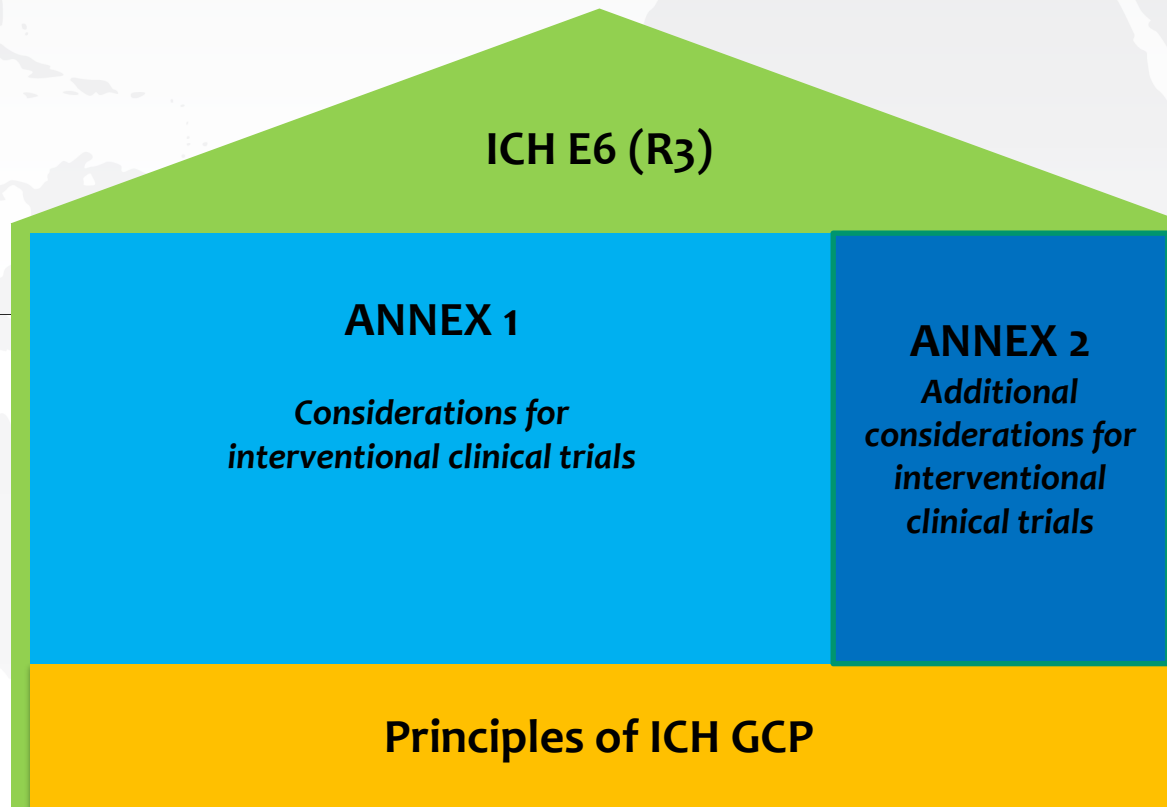 ICH E6 (R3)
ANNEX 1
Considerations for
interventional clinical trials
ANNEX 2
Additional
considerations for
interventional
clinical trials
Principles of ICH GCP